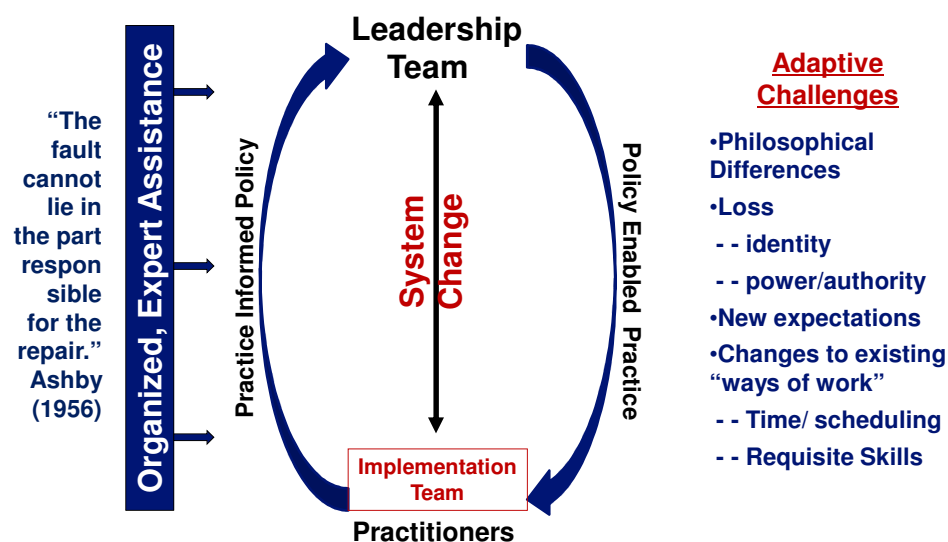 “The
fault
cannot
lie in
the part
respon
sible
for the
repair.”
Ashby
(1956)
Organized, Expert Assistance
Practice Informed Policy
Leadership
Team
System
Change
Implementation
Team
Practitioners
Policy Enabled Practice
Adaptive
Challenges
•Philosophical
Differences
•Loss
- - identity
- - power/authority
•New expectations
•Changes to existing
“ways of work”
- - Time/ scheduling
- - Requisite Skills